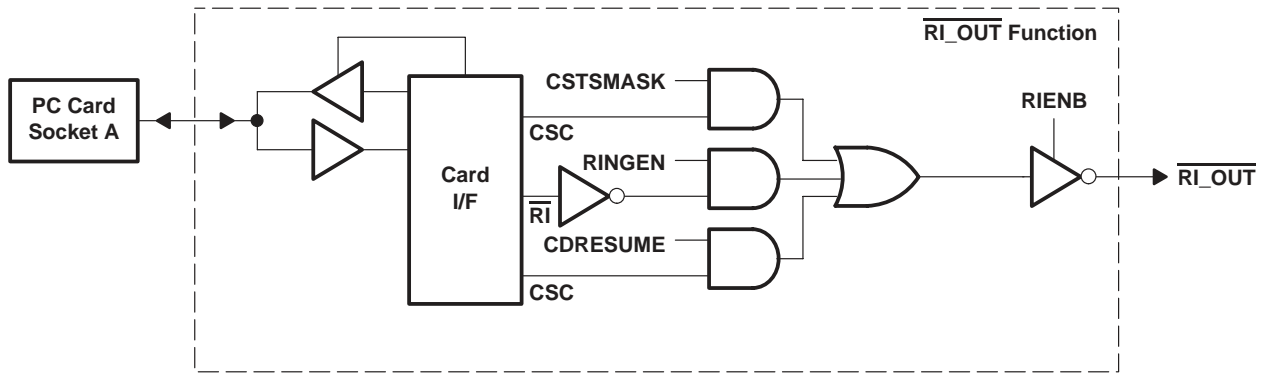 RI_OUT Function
PC Card
Socket A
CSTSMASK
CSC
RINGEN
Card
I/F
RI
CDRESUME
CSC
RIENB
RI_OUT